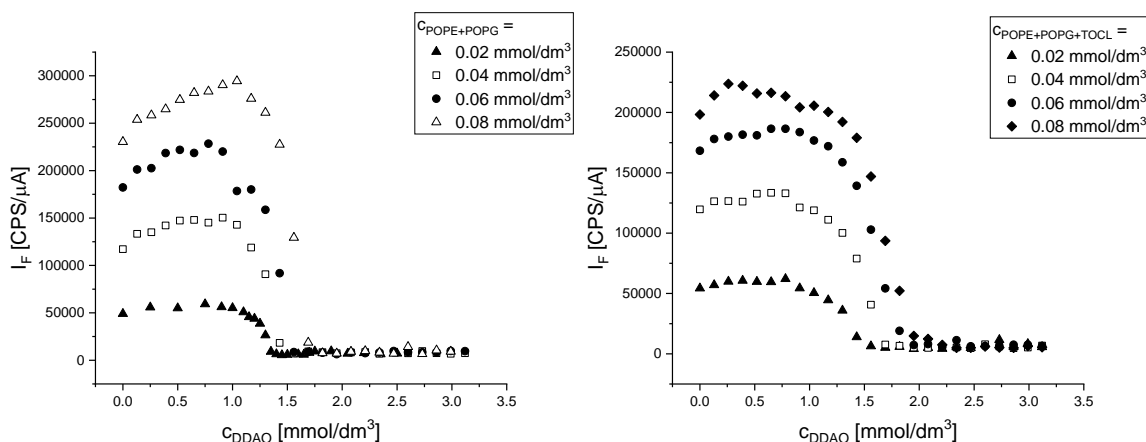 c_POPE+POPG =
0.02 mmol/dm³
0.04 mmol/dm³
0.06 mmol/dm³
0.08 mmol/dm³
300000
250000
200000
150000
100000
50000
0
I_F [CPS/μA]
0.0 0.5 1.0 1.5 2.0 2.5 3.0 3.5
c_DDAO [mmol/dm³]
c_POPE+POPG+TOCL =
0.02 mmol/dm³
0.04 mmol/dm³
0.06 mmol/dm³
0.08 mmol/dm³
250000
200000
150000
100000
50000
0
I_F [CPS/μA]
0.0 0.5 1.0 1.5 2.0 2.5 3.0 3.5
c_DDAO [mmol/dm³]